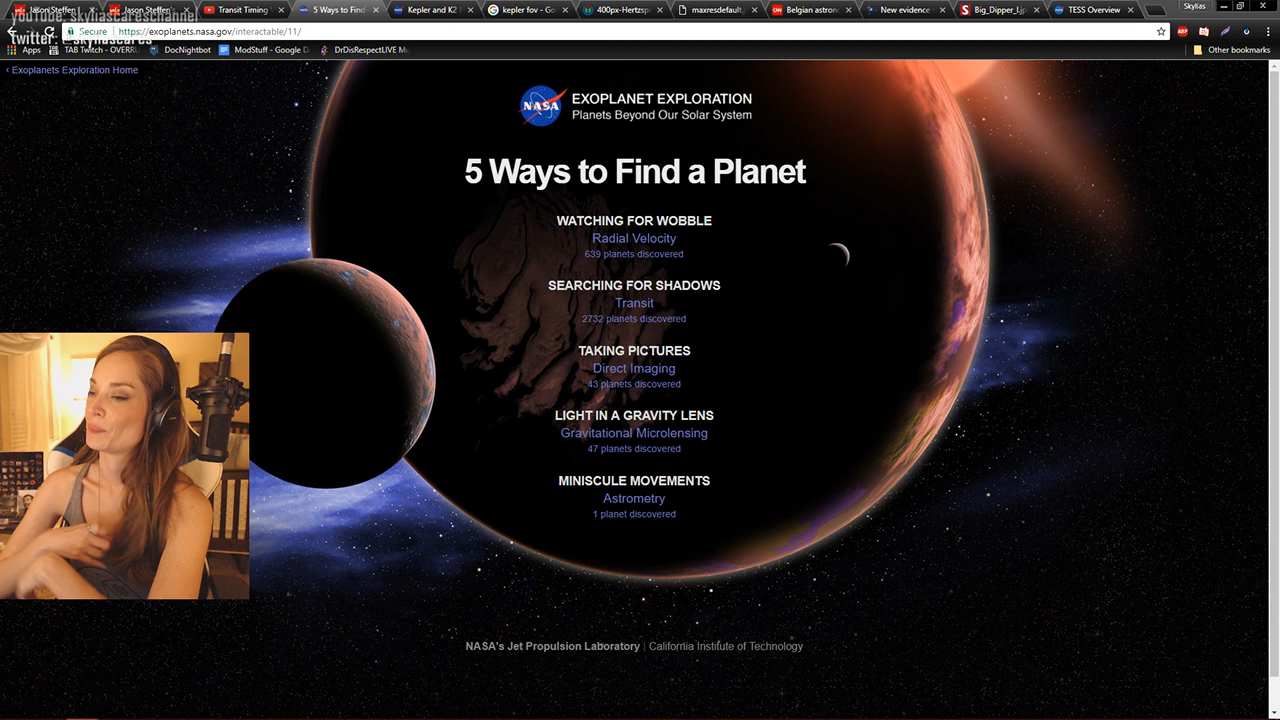 youtube: skyliascareschannel
twitter: @skyliascares
Jason Steffen
Jason Steffen's
Transit Timing
5 Ways to Find
Kepler and K2
kepler fov - G
400px-Hertzsp
maxresdefault.
Belgian astron
New evidence
Big_Dipper_Ljp
TESS Overview
Skylias
Secure
https://exoplanets.nasa.gov/interactable/11/
Apps
TAB Twitch - OVERR
DocNightbot
ModStuff - Google D
DrDisRespectLIVE Mu
Other bookmarks
‹ Exoplanets Exploration Home
NASA
EXOPLANET EXPLORATION
Planets Beyond Our Solar System
5 Ways to Find a Planet
WATCHING FOR WOBBLE
Radial Velocity
639 planets discovered
SEARCHING FOR SHADOWS
Transit
2732 planets discovered
TAKING PICTURES
Direct Imaging
43 planets discovered
LIGHT IN A GRAVITY LENS
Gravitational Microlensing
47 planets discovered
MINISCULE MOVEMENTS
Astrometry
1 planet discovered
NASA's Jet Propulsion Laboratory | California Institute of Technology